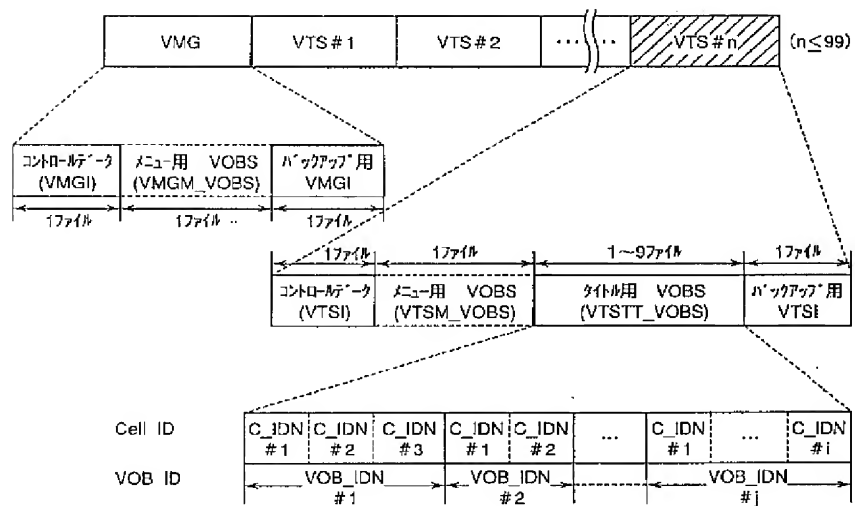 VMG VTS#1 VTS#2 ..... VTS#n (n≤99)
コントロールデータ メニュー用 VOBS バックアップ用
(VMGI) (VMGM_VOBS) VMGI
1ファイル 1ファイル 1ファイル
1ファイル 1ファイル 1〜9ファイル 1ファイル
コントロールデータ メニュー用 VOBS タイトル用 VOBS バックアップ用
(VTSI) (VTSM_VOBS) (VTSTT_VOBS) VTSI
Cell ID C_IDN C_IDN C_IDN C_IDN C_IDN ... C_IDN ... C_IDN
#1 #2 #3 #1 #2 #1 #i
VOB ID VOB_IDN VOB_IDN VOB_IDN
#1 #2 #j